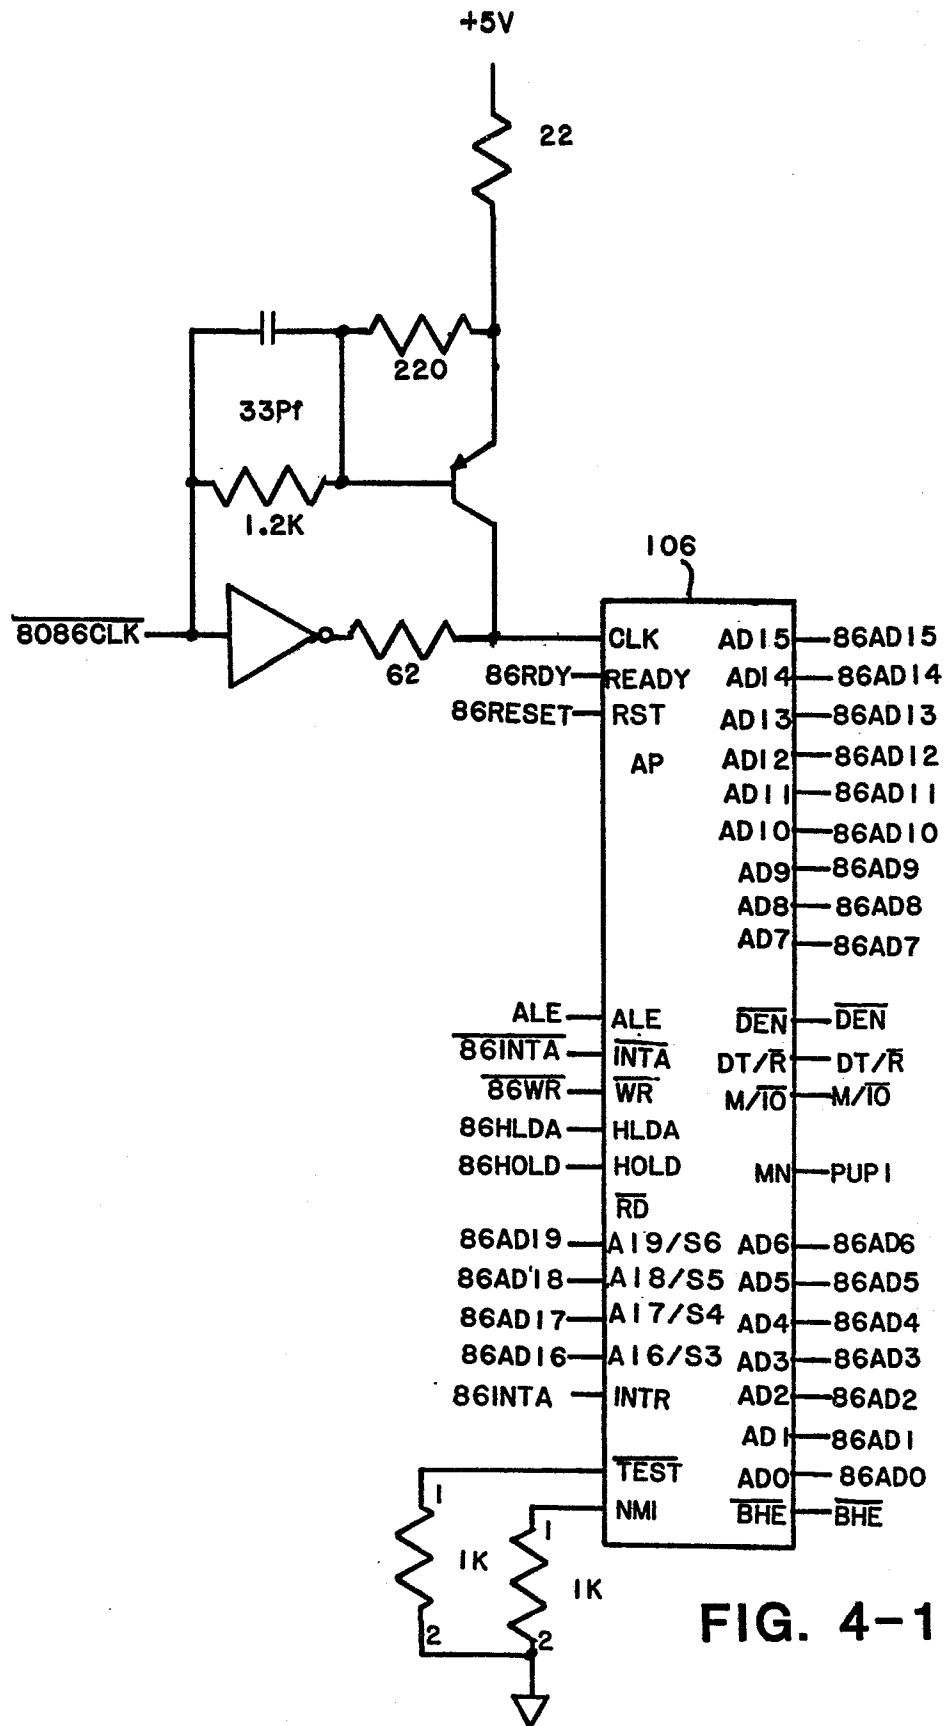 +5V
22
220
33Pf
1.2K
106
8086CLK
62
CLK AD15 86AD15
86RDY READY AD14 86AD14
86RESET RST AD13 86AD13
AP AD12 86AD12
AD11 86AD11
AD10 86AD10
AD9 86AD9
AD8 86AD8
AD7 86AD7
ALE ALE DEN DEN
86INTA INTA DT/R DT/R
86WR WR M/IO M/IO
86HLDA HLDA
86HOLD HOLD MN PUP1
RD
86AD19 A19/S6 AD6 86AD6
86AD18 A18/S5 AD5 86AD5
86AD17 A17/S4 AD4 86AD4
86AD16 A16/S3 AD3 86AD3
86INTA INTR AD2 86AD2
AD1 86AD1
TEST AD0 86AD0
1
NMI BHE BHE
1
1K
1K
2
2
FIG. 4-1